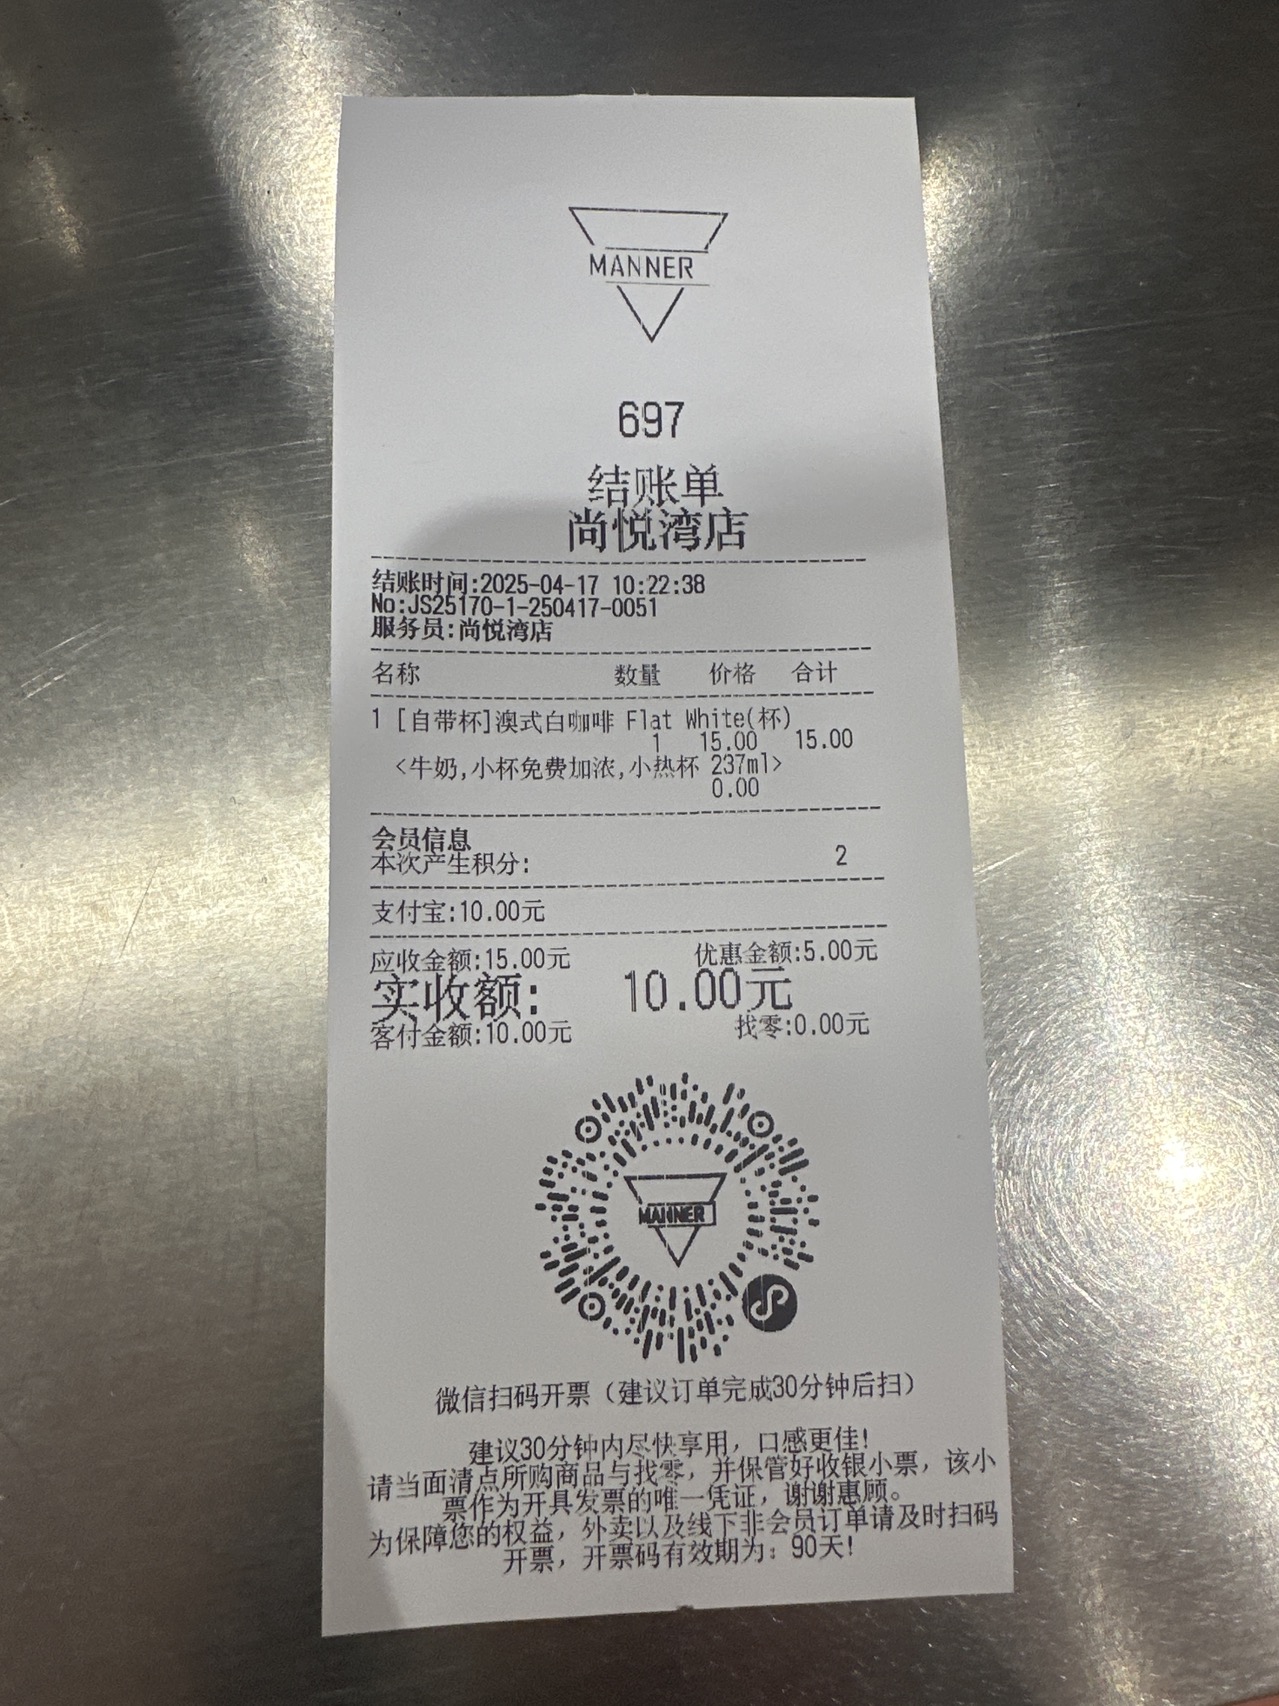 MANNER
697
结账单
尚悦湾店
结账时间:2025-04-17 10:22:38
No:JS25170-1-250417-0051
服务员:尚悦湾店
名称 数量 价格 合计
1 [自带杯]澳式白咖啡 Flat White(杯)
1 15.00 15.00
<牛奶,小杯免费加浓,小热杯 237ml>
0.00
会员信息
本次产生积分: 2
支付宝:10.00元
应收金额:15.00元 优惠金额:5.00元
实收额: 10.00元
客付金额:10.00元 找零:0.00元
MANNER
微信扫码开票（建议订单完成30分钟后扫）
建议30分钟内尽快享用，口感更佳!
请当面清点所购商品与找零，并保管好收银小票，该小
票作为开具发票的唯一凭证，谢谢惠顾。
为保障您的权益，外卖以及线下非会员订单请及时扫码
开票，开票码有效期为：90天!